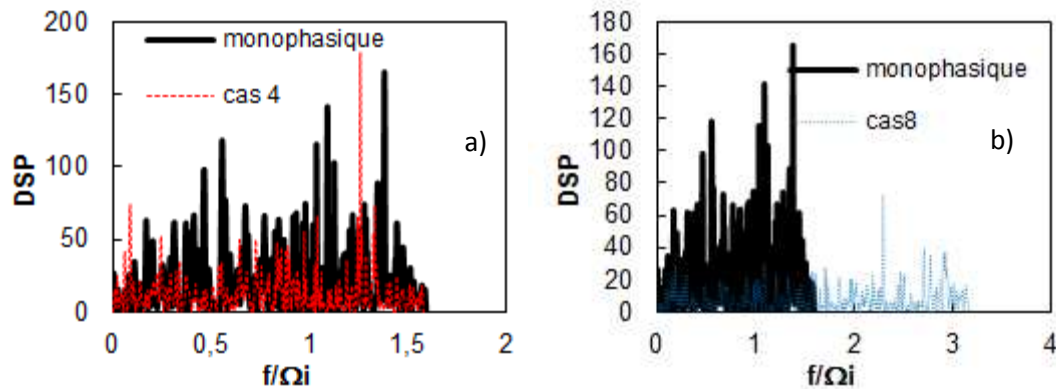 200
150
100
50
0
DSP
monophasique
cas 4
a)
0 0,5 1 1,5 2
f/Ωi
180
160
140
120
100
80
60
40
20
0
DSP
monophasique
cas8
b)
0 1 2 3 4
f/Ωi